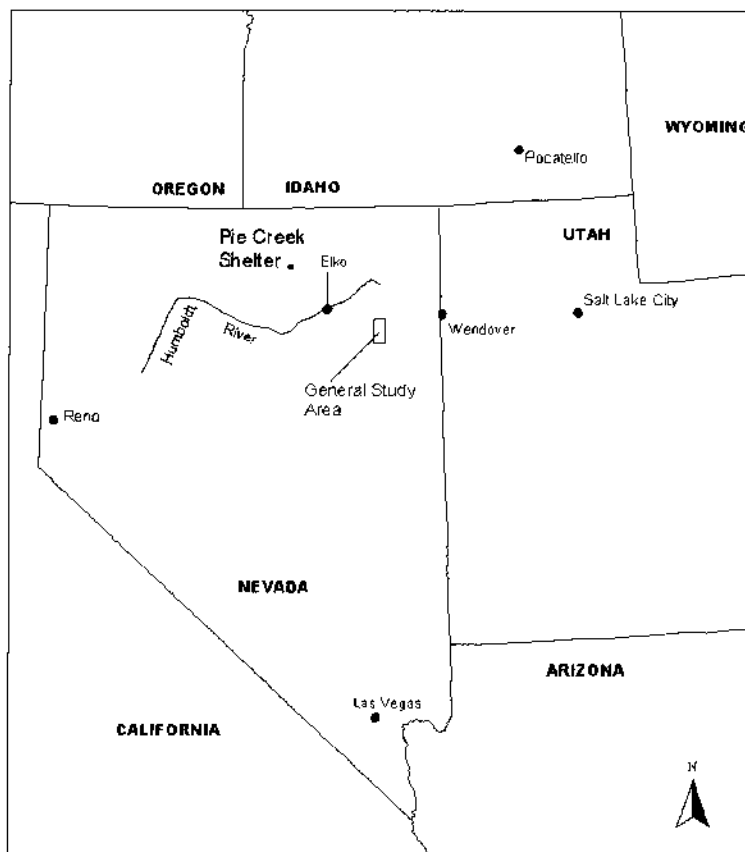 WYOMING
Pocatello
OREGON
IDAHO
Pie Creek
Shelter
Elko
UTAH
Salt Lake City
Wendover
Humboldt
River
General Study
Area
Reno
NEVADA
ARIZONA
Las Vegas
CALIFORNIA
N